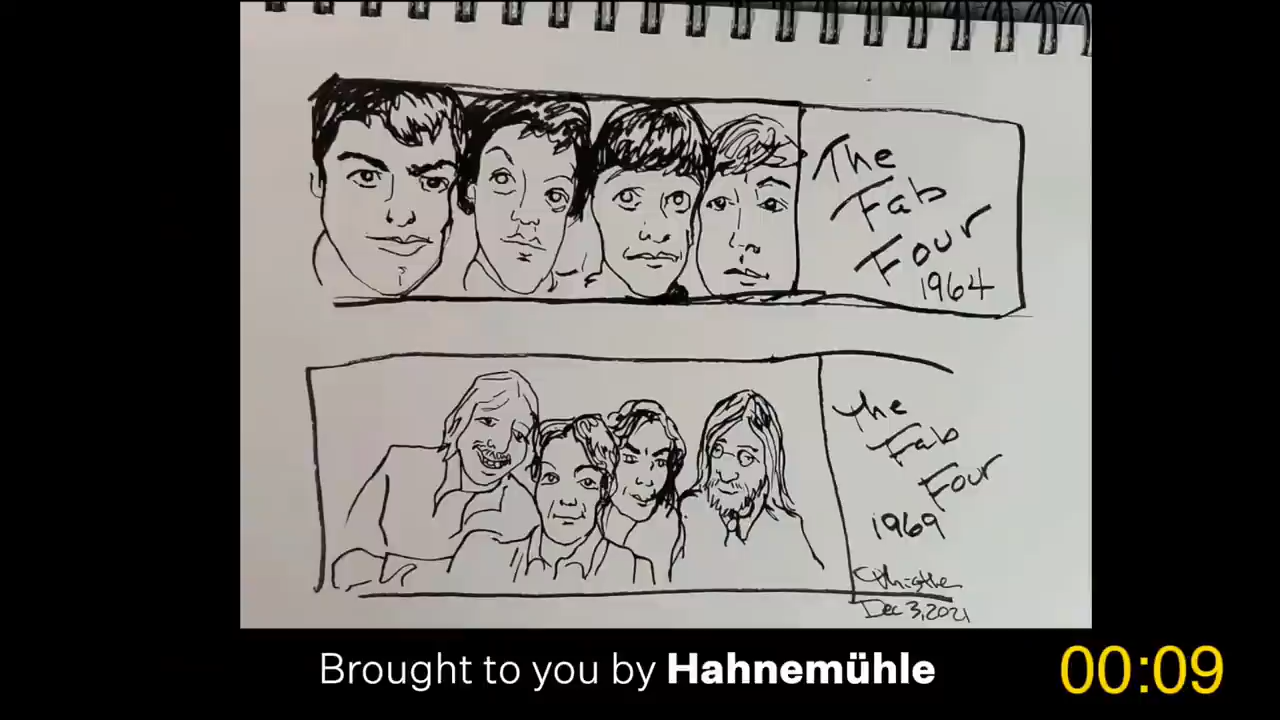 The
Fab
Four
1964
The
Fab
Four
1969
Dec 3, 2021
Brought to you by Hahnemühle
00:09